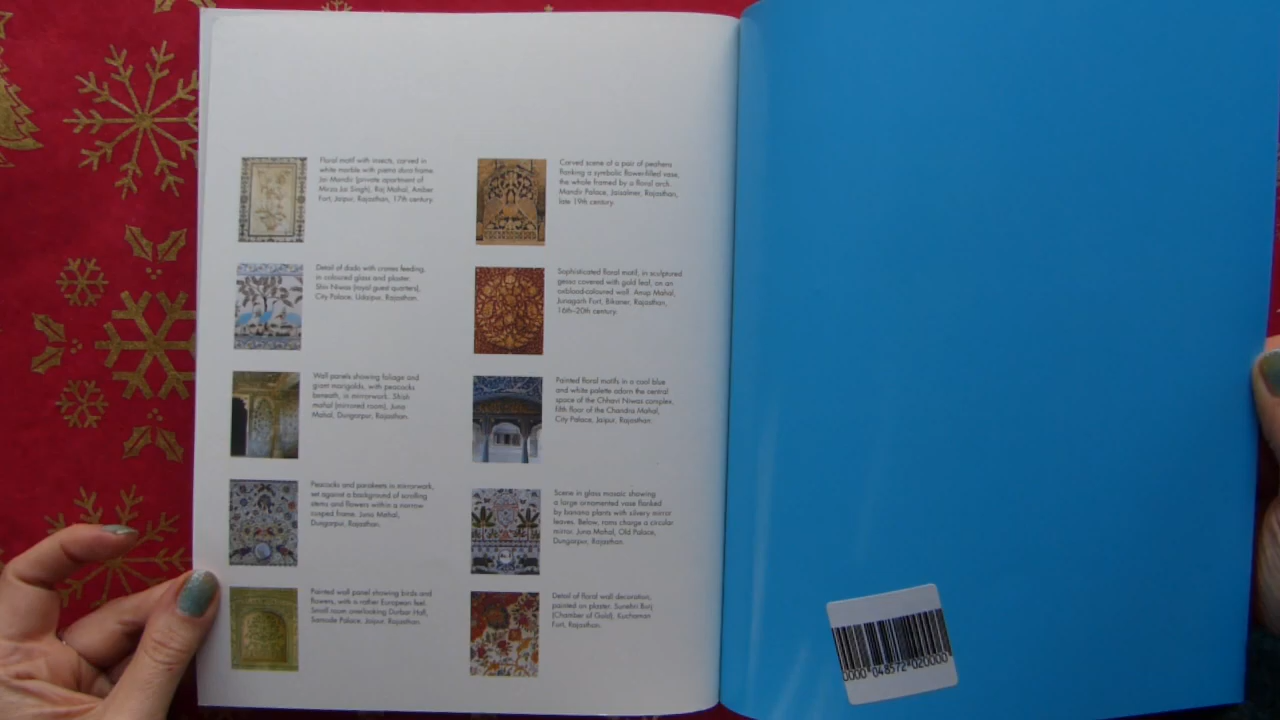 Floral motif with insects, carved in
white marble with pietra dura frame.
Jai Mandir (private apartment of
Mirza Jai Singh), Raj Mahal, Amber
Fort, Jaipur, Rajasthan, 17th century.
Detail of dado with cranes feeding,
in coloured glass and plaster.
Shiv Niwas (royal guest quarters),
City Palace, Udaipur, Rajasthan.
Wall panels showing foliage and
giant marigolds, with peacocks
beneath, in mirrorwork. Shish
mahal (mirrored room), Juna
Mahal, Dungarpur, Rajasthan.
Peacocks and parakeets in mirrorwork,
set against a background of scrolling
stems and flowers within a narrow
cusped frame. Juna Mahal,
Dungarpur, Rajasthan.
Painted wall panel showing birds and
flowers, with a rather European feel.
Small room overlooking Durbar Hall,
Samode Palace, Jaipur, Rajasthan.
Carved scene of a pair of peahens
flanking a symbolic flower-filled vase,
the whole framed by a floral arch.
Mandir Palace, Jaisalmer, Rajasthan,
late 19th century.
Sophisticated floral motif, in sculptured
gesso covered with gold leaf, on an
oxblood-coloured wall. Anup Mahal,
Junagarh Fort, Bikaner, Rajasthan,
16th–20th century.
Painted floral motifs in a cool blue
and white palette adorn the central
space of the Chhavi Niwas complex,
fifth floor of the Chandra Mahal,
City Palace, Jaipur, Rajasthan.
Scene in glass mosaic showing
a large ornamented vase flanked
by banana plants with silvery mirror
leaves. Below, rams charge a circular
mirror. Juna Mahal, Old Palace,
Dungarpur, Rajasthan.
Detail of floral wall decoration,
painted on plaster. Sunehri Burj
(Chamber of Gold), Kuchaman
Fort, Rajasthan.
0000 048572 020000